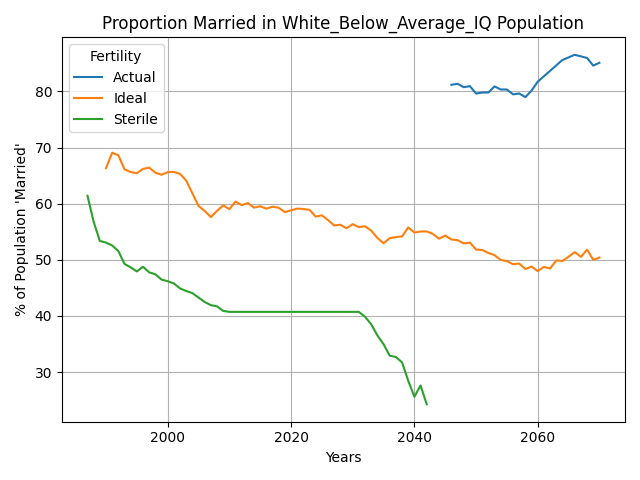 Proportion Married in White_Below_Average_IQ Population
Fertility
Actual
Ideal
Sterile
% of Population 'Married'
80
70
60
50
40
30
2000
2020
2040
2060
Years